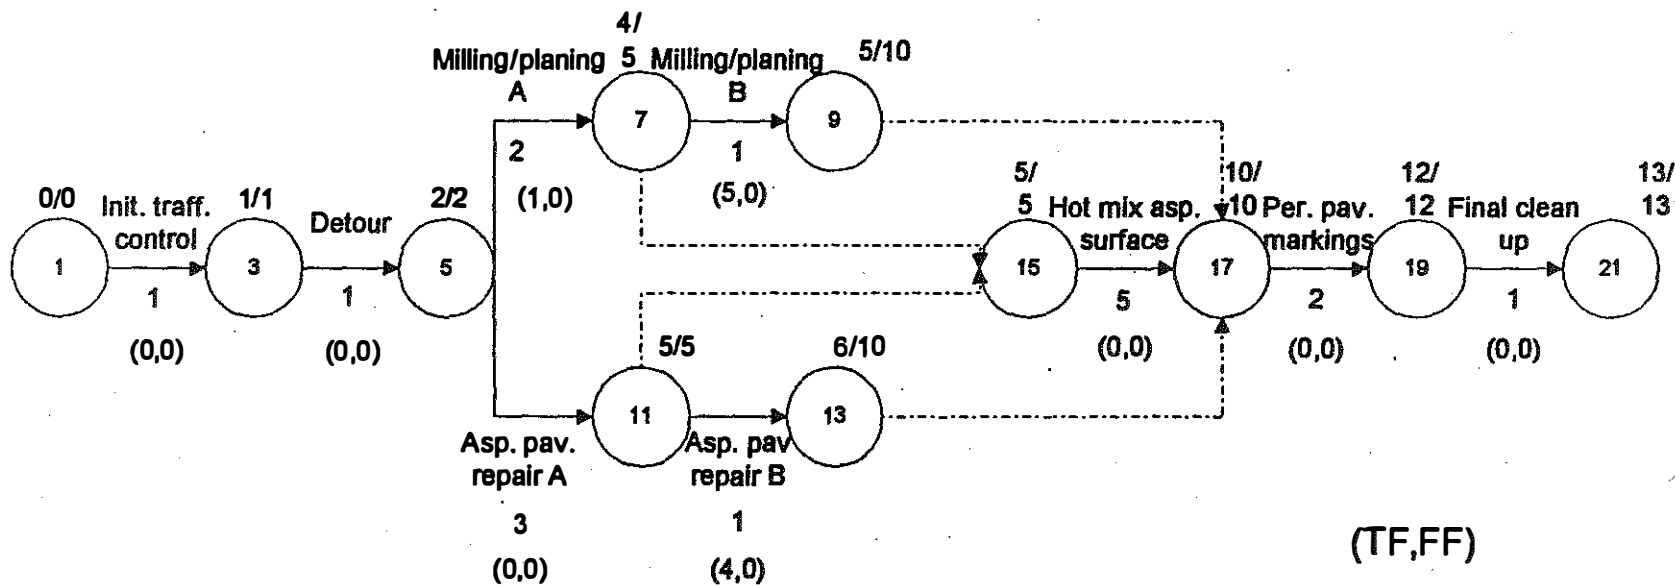 4/
5
Milling/planing
A
Milling/planing
B
5/10
7
9
2
1
(1,0)
(5,0)
0/0
Init. traff.
control
1/1
Detour
2/2
5/
5
Hot mix asp.
surface
10/
10
Per. pav.
markings
12/
12
Final clean
up
13/
13
1
3
5
15
17
19
21
1
1
5
2
1
(0,0)
(0,0)
(0,0)
(0,0)
(0,0)
5/5
6/10
11
13
Asp. pav.
repair A
Asp. pav
repair B
3
1
(0,0)
(4,0)
(TF,FF)